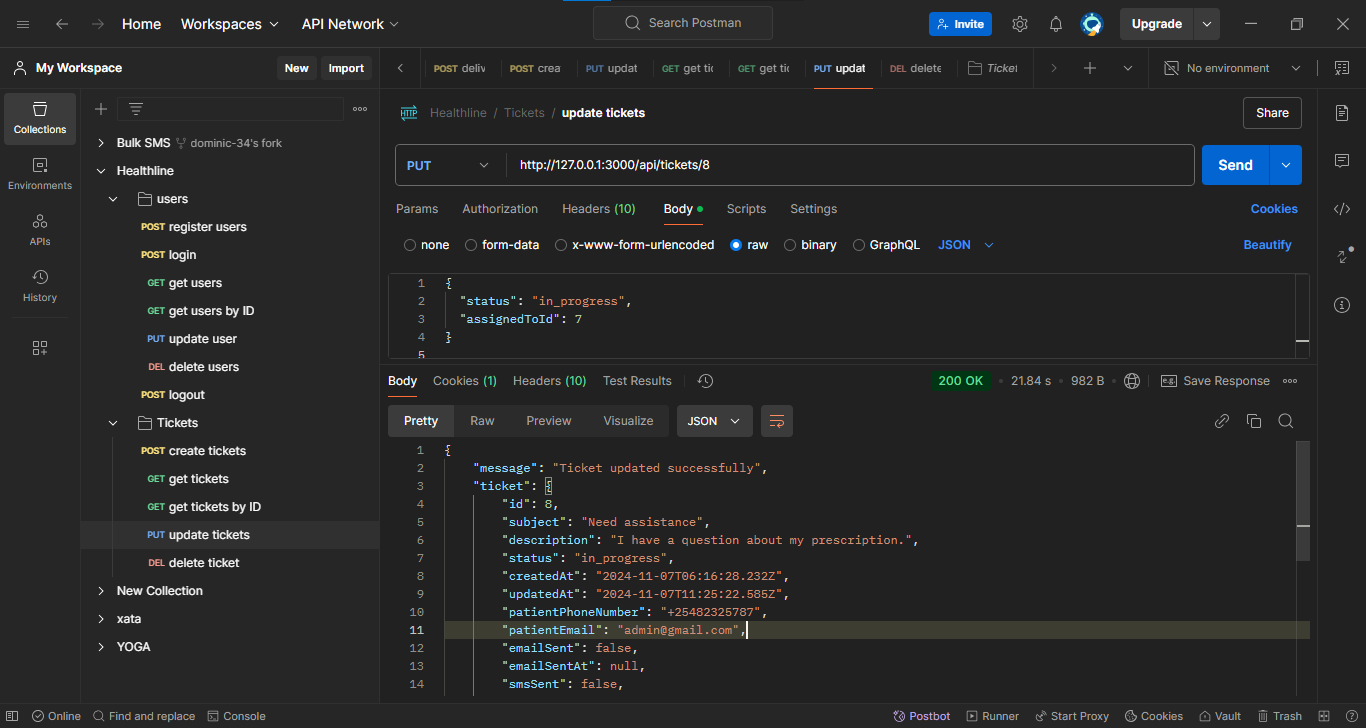 Home Workspaces API Network Search Postman Invite Upgrade
My Workspace New Import POST deliv POST crea PUT updat GET get tic GET get tic PUT updat DEL delete Ticket No environment
Collections
Environments
APIs
History
Bulk SMS dominic-34's fork
Healthline
users
POST register users
POST login
GET get users
GET get users by ID
PUT update user
DEL delete users
POST logout
Tickets
POST create tickets
GET get tickets
GET get tickets by ID
PUT update tickets
DEL delete ticket
New Collection
xata
YOGA
HTTP Healthline / Tickets / update tickets Share
PUT http://127.0.0.1:3000/api/tickets/8 Send
Params Authorization Headers (10) Body Scripts Settings Cookies
none form-data x-www-form-urlencoded raw binary GraphQL JSON Beautify
1 {
2 "status": "in_progress",
3 "assignedToId": 7
4 }
5
Body Cookies (1) Headers (10) Test Results 200 OK 21.84 s 982 B e.g. Save Response
Pretty Raw Preview Visualize JSON
1 {
2 "message": "Ticket updated successfully",
3 "ticket": {
4 "id": 8,
5 "subject": "Need assistance",
6 "description": "I have a question about my prescription.",
7 "status": "in_progress",
8 "createdAt": "2024-11-07T06:16:28.232Z",
9 "updatedAt": "2024-11-07T11:25:22.585Z",
10 "patientPhoneNumber": "+25482325787",
11 "patientEmail": "admin@gmail.com",
12 "emailSent": false,
13 "emailSentAt": null,
14 "smsSent": false,
Online Find and replace Console Postbot Runner Start Proxy Cookies Vault Trash